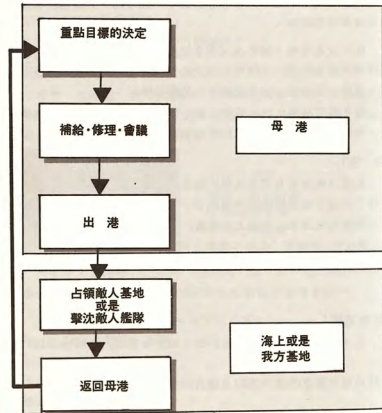 重點目標的決定
補給·修理·會議
母 港
出 港
占領敵人基地
或是
擊沈敵人艦隊
海上或是
我方基地
返回母港